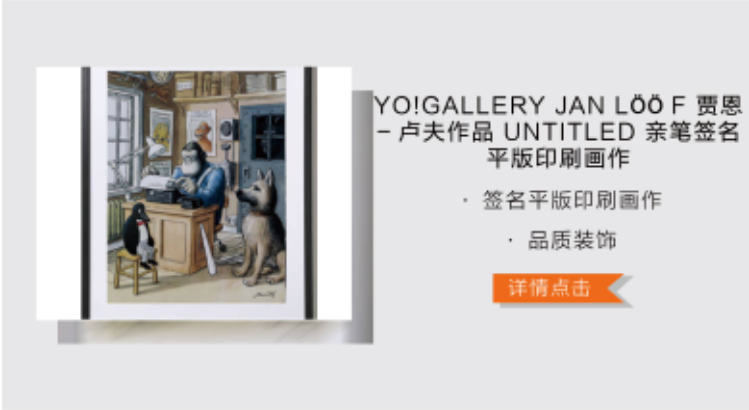 YO!GALLERY JAN LÖÖ F 贾恩
– 卢夫作品 UNTITLED 亲笔签名
平版印刷画作
· 签名平版印刷画作
· 品质装饰
详情点击